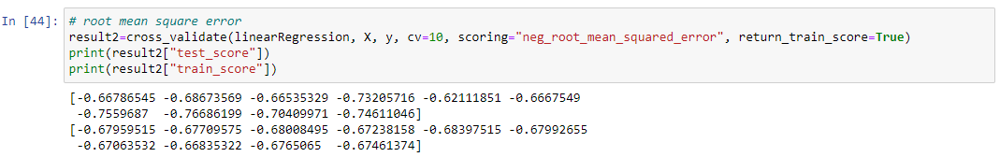 In [44]: # root mean square error
result2=cross_validate(linearRegression, X, y, cv=10, scoring="neg_root_mean_squared_error", return_train_score=True)
print(result2["test_score"])
print(result2["train_score"])
[-0.66786545 -0.68673569 -0.66535329 -0.73205716 -0.62111851 -0.6667549
-0.7559687 -0.76686199 -0.70409971 -0.74611046]
[-0.67959515 -0.67709575 -0.68008495 -0.67238158 -0.68397515 -0.67992655
-0.67063532 -0.66835322 -0.6765065 -0.67461374]